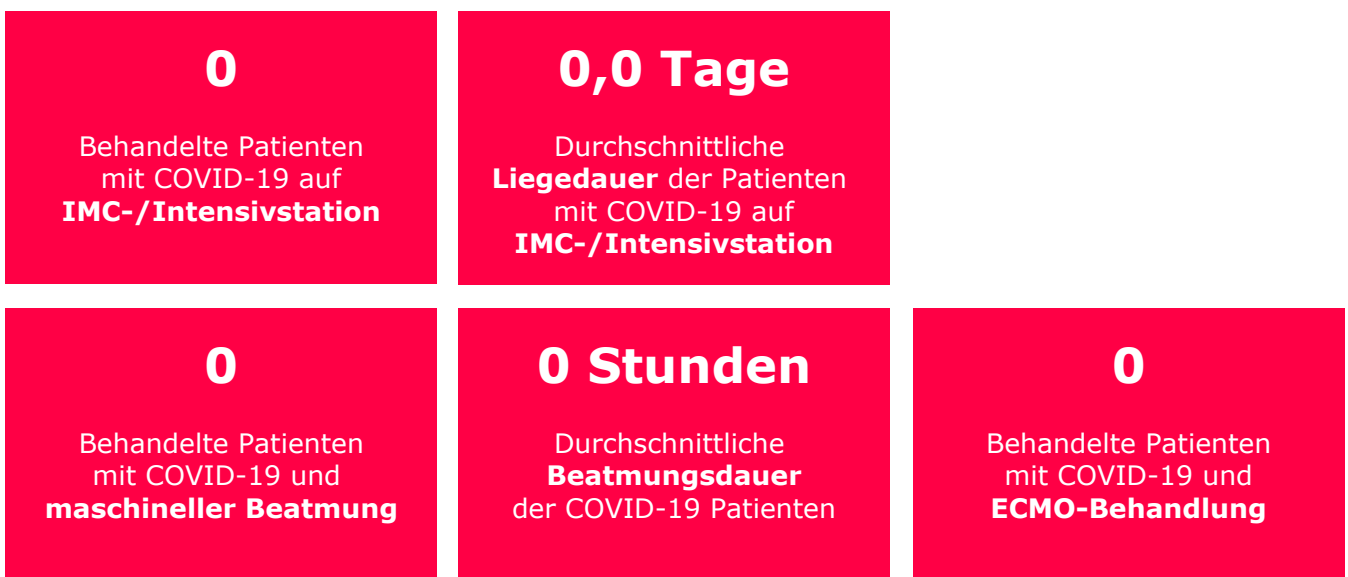 0
Behandelte Patienten
mit COVID-19 auf
IMC-/Intensivstation
0,0 Tage
Durchschnittliche
Liegedauer der Patienten
mit COVID-19 auf
IMC-/Intensivstation
0
Behandelte Patienten
mit COVID-19 und
maschineller Beatmung
0 Stunden
Durchschnittliche
Beatmungsdauer
der COVID-19 Patienten
0
Behandelte Patienten
mit COVID-19 und
ECMO-Behandlung